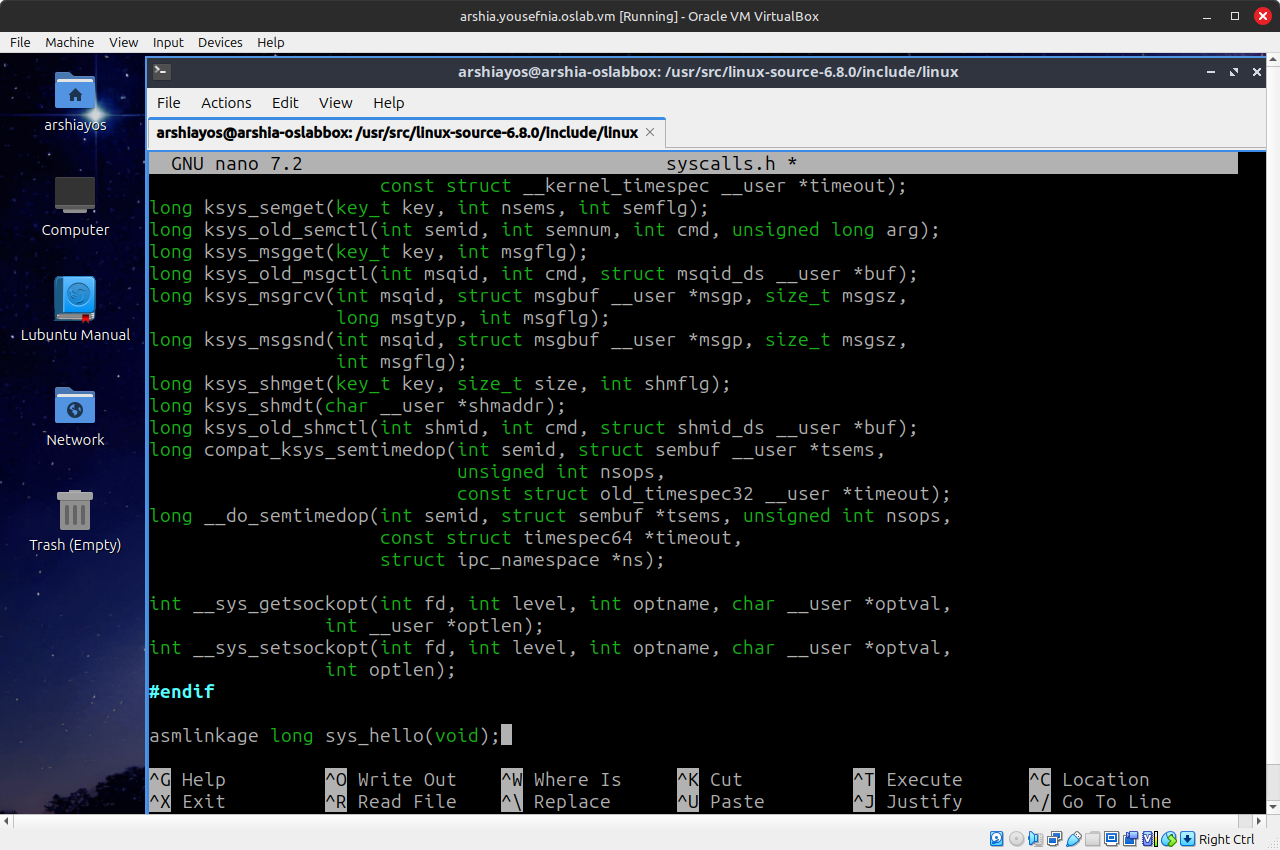 arshia.yousefnia.oslab.vm [Running] - Oracle VM VirtualBox
File Machine View Input Devices Help
arshiayos
Computer
Lubuntu Manual
Network
Trash (Empty)
arshiayos@arshia-oslabbox: /usr/src/linux-source-6.8.0/include/linux
File Actions Edit View Help
arshiayos@arshia-oslabbox: /usr/src/linux-source-6.8.0/include/linux
GNU nano 7.2 syscalls.h *
const struct __kernel_timespec __user *timeout);
long ksys_semget(key_t key, int nsems, int semflg);
long ksys_old_semctl(int semid, int semnum, int cmd, unsigned long arg);
long ksys_msgget(key_t key, int msgflg);
long ksys_old_msgctl(int msqid, int cmd, struct msqid_ds __user *buf);
long ksys_msgrcv(int msqid, struct msgbuf __user *msgp, size_t msgsz,
long msgtyp, int msgflg);
long ksys_msgsnd(int msqid, struct msgbuf __user *msgp, size_t msgsz,
int msgflg);
long ksys_shmget(key_t key, size_t size, int shmflg);
long ksys_shmdt(char __user *shmaddr);
long ksys_old_shmctl(int shmid, int cmd, struct shmid_ds __user *buf);
long compat_ksys_semtimedop(int semid, struct sembuf __user *tsems,
unsigned int nsops,
const struct old_timespec32 __user *timeout);
long __do_semtimedop(int semid, struct sembuf *tsems, unsigned int nsops,
const struct timespec64 *timeout,
struct ipc_namespace *ns);
int __sys_getsockopt(int fd, int level, int optname, char __user *optval,
int __user *optlen);
int __sys_setsockopt(int fd, int level, int optname, char __user *optval,
int optlen);
#endif
asmlinkage long sys_hello(void);
^G Help ^O Write Out ^W Where Is ^K Cut ^T Execute ^C Location
^X Exit ^R Read File ^\ Replace ^U Paste ^J Justify ^/ Go To Line
Right Ctrl